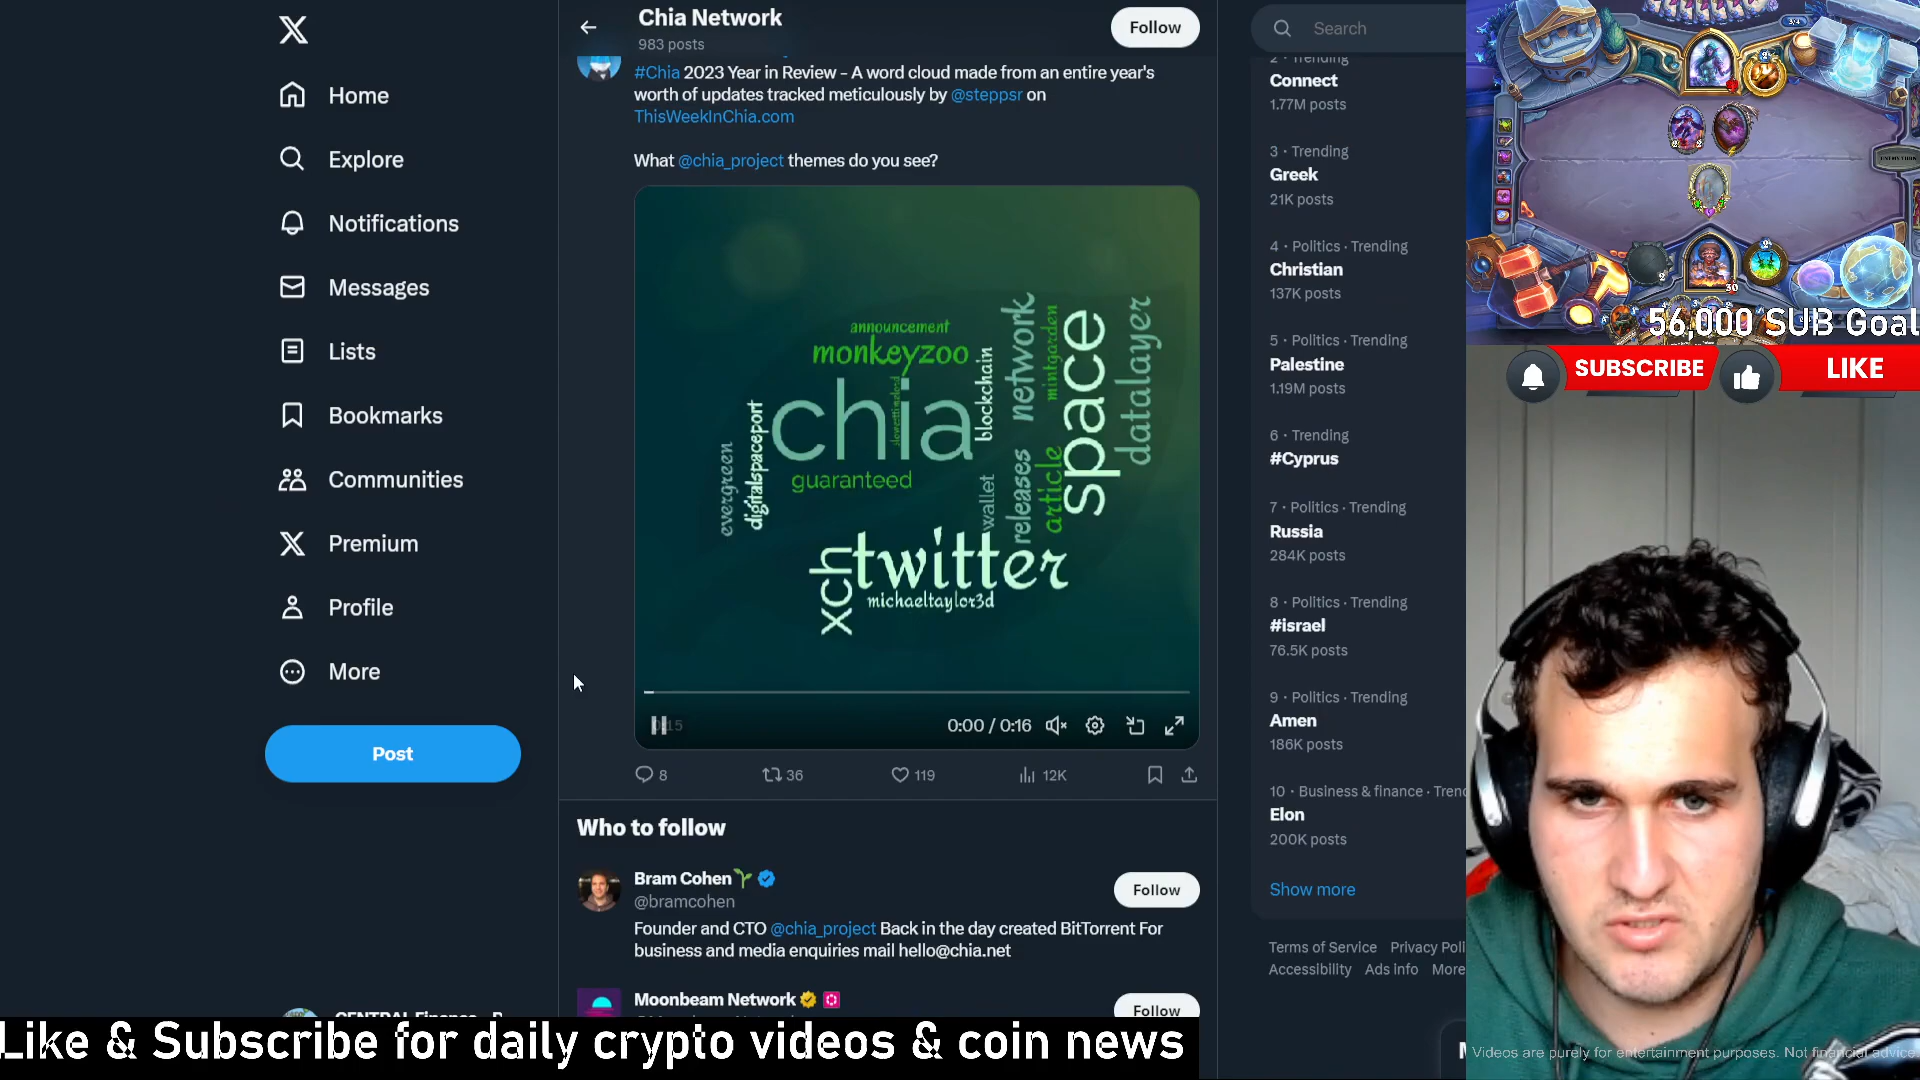 Home
Explore
Notifications
Messages
Lists
Bookmarks
Communities
Premium
Profile
More
Post
Chia Network
983 posts
Follow
#Chia 2023 Year in Review - A word cloud made from an entire year's
worth of updates tracked meticulously by @steppsr on
ThisWeekInChia.com
What @chia_project themes do you see?
announcement
monkeyzoo
chia
guaranteed
evergreen
digitalspaceport
blockchain
wallet
network
releases
mintgarden
article
space
datalayer
xch
twitter
michaeltaylor3d
0:00 / 0:16
8
36
119
12K
Who to follow
Bram Cohen
@bramcohen
Follow
Founder and CTO @chia_project Back in the day created BitTorrent For
business and media enquiries mail hello@chia.net
Moonbeam Network
Follow
Search
2 · Trending
Connect
1.77M posts
3 · Trending
Greek
21K posts
4 · Politics · Trending
Christian
137K posts
5 · Politics · Trending
Palestine
1.19M posts
6 · Trending
#Cyprus
7 · Politics · Trending
Russia
284K posts
8 · Politics · Trending
#israel
76.5K posts
9 · Politics · Trending
Amen
186K posts
10 · Business & finance · Tren
Elon
200K posts
Show more
Terms of Service Privacy Poli
Accessibility Ads info More
56,000 SUB Goal
SUBSCRIBE
LIKE
Like & Subscribe for daily crypto videos & coin news
Videos are purely for entertainment purposes. Not financial advice